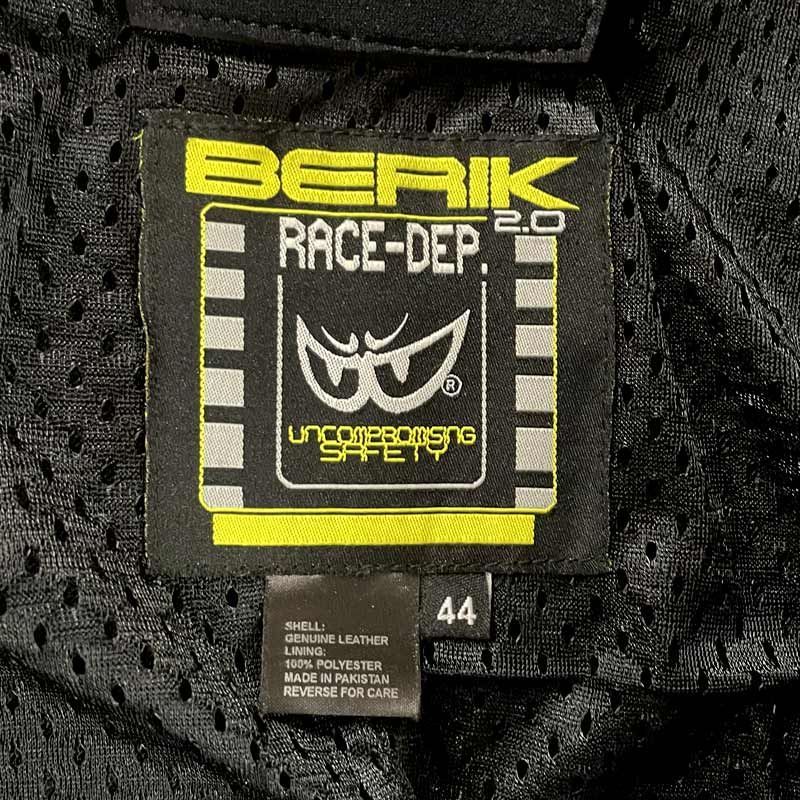 BERIK
2.0
RACE-DEP.
®
UNCOMPROMISING
SAFETY
44
SHELL:
GENUINE LEATHER
LINING:
100% POLYESTER
MADE IN PAKISTAN
REVERSE FOR CARE